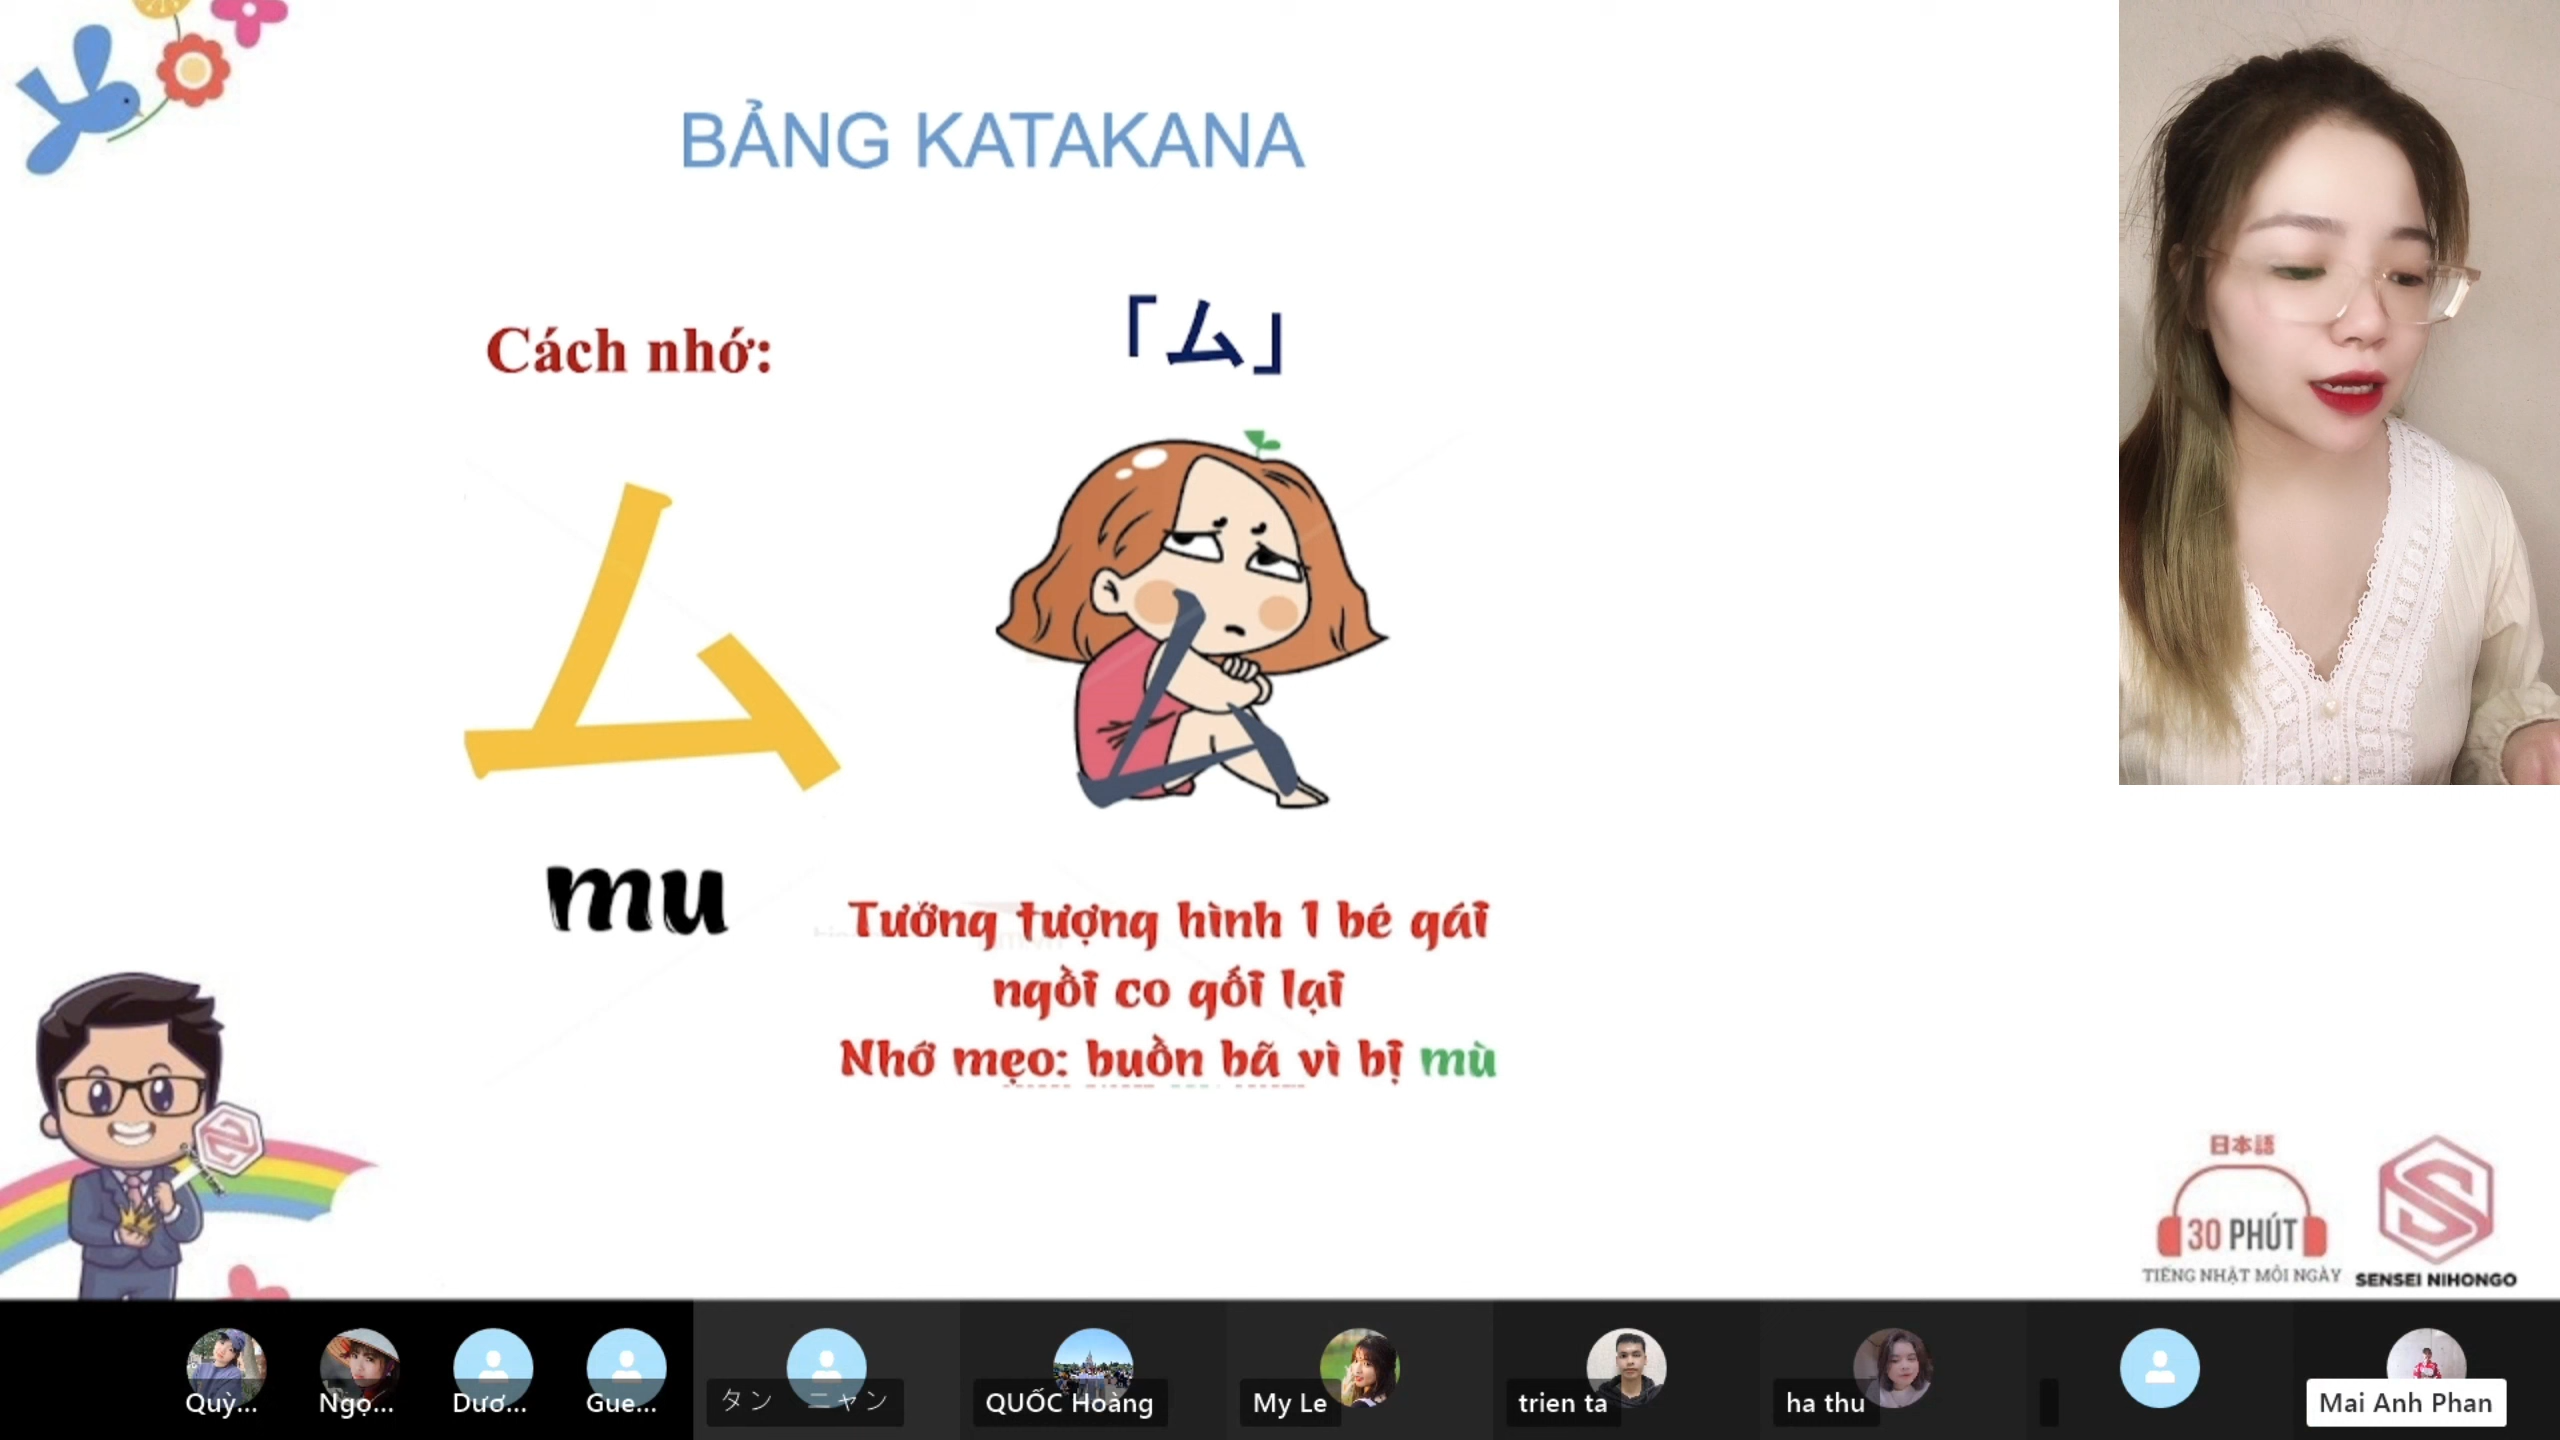 BẢNG KATAKANA
Cách nhớ:
「ム」
ム
mu
Tưởng tượng hình 1 bé gái
ngồi co gối lại
Nhớ mẹo: buồn bã vì bị mù
日本語
30 PHÚT
TIẾNG NHẬT MỖI NGÀY
SENSEI NIHONGO
Quỳ...
Ngọ...
Dươ...
Gue...
タン ニャン
QUỐC Hoàng
My Le
trien ta
ha thu
Mai Anh Phan